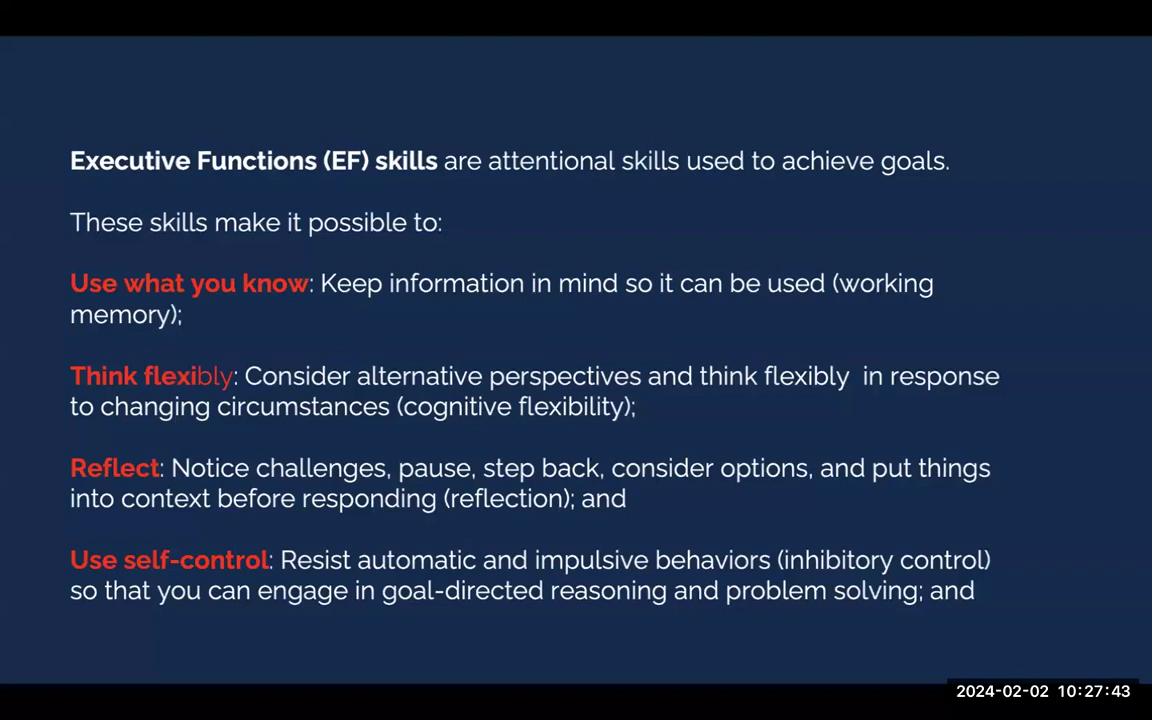 Executive Functions (EF) skills are attentional skills used to achieve goals.
These skills make it possible to:
Use what you know: Keep information in mind so it can be used (working
memory);
Think flexibly: Consider alternative perspectives and think flexibly  in response
to changing circumstances (cognitive flexibility);
Reflect: Notice challenges, pause, step back, consider options, and put things
into context before responding (reflection); and
Use self-control: Resist automatic and impulsive behaviors (inhibitory control)
so that you can engage in goal-directed reasoning and problem solving; and
2024-02-02 10:27:43